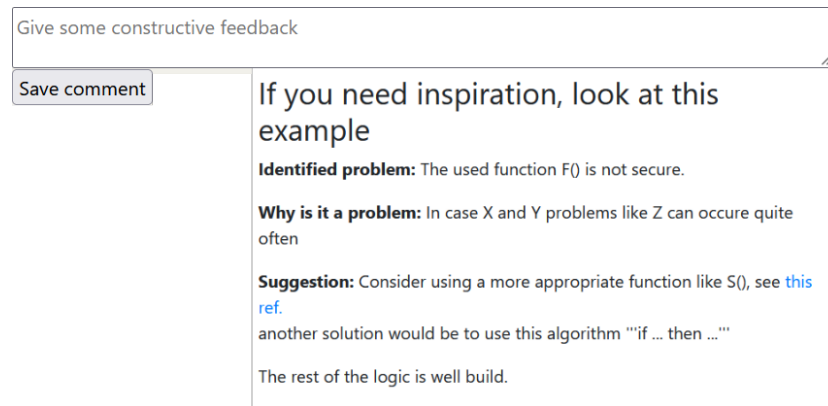 Give some constructive feedback
Save comment
If you need inspiration, look at this
example
Identified problem: The used function F() is not secure.
Why is it a problem: In case X and Y problems like Z can occure quite
often
Suggestion: Consider using a more appropriate function like S(), see this
ref.
another solution would be to use this algorithm '''if ... then ...'''
The rest of the logic is well build.